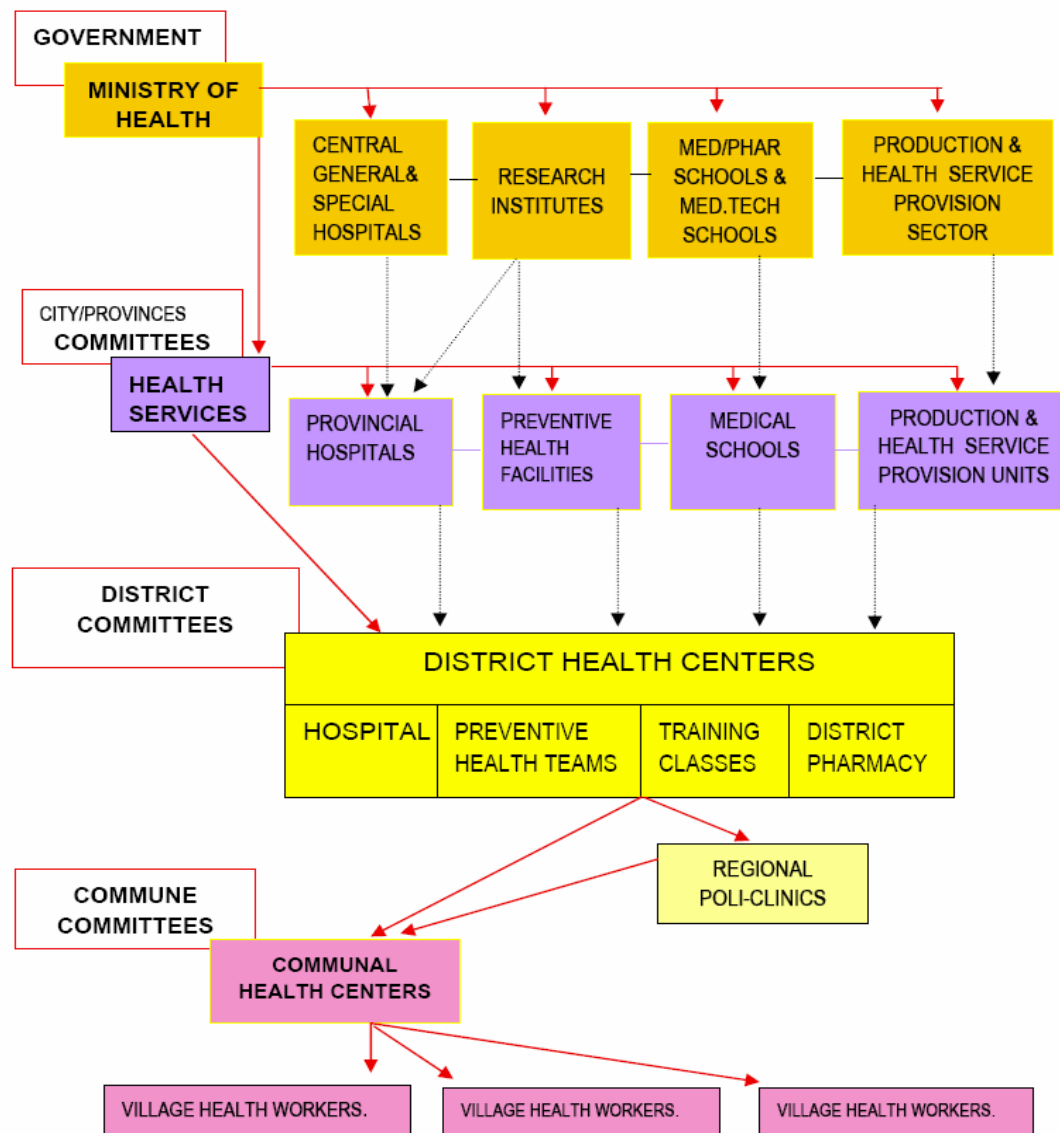 GOVERNMENT
MINISTRY OF
HEALTH
CENTRAL
GENERAL&
SPECIAL
HOSPITALS
RESEARCH
INSTITUTES
MED/PHAR
SCHOOLS &
MED.TECH
SCHOOLS
PRODUCTION &
HEALTH SERVICE
PROVISION
SECTOR
CITY/PROVINCES
COMMITTEES
HEALTH
SERVICES
PROVINCIAL
HOSPITALS
PREVENTIVE
HEALTH
FACILITIES
MEDICAL
SCHOOLS
PRODUCTION &
HEALTH SERVICE
PROVISION UNITS
DISTRICT
COMMITTEES
DISTRICT HEALTH CENTERS
HOSPITAL
PREVENTIVE
HEALTH TEAMS
TRAINING
CLASSES
DISTRICT
PHARMACY
REGIONAL
POLI-CLINICS
COMMUNE
COMMITTEES
COMMUNAL
HEALTH CENTERS
VILLAGE HEALTH WORKERS.
VILLAGE HEALTH WORKERS.
VILLAGE HEALTH WORKERS.